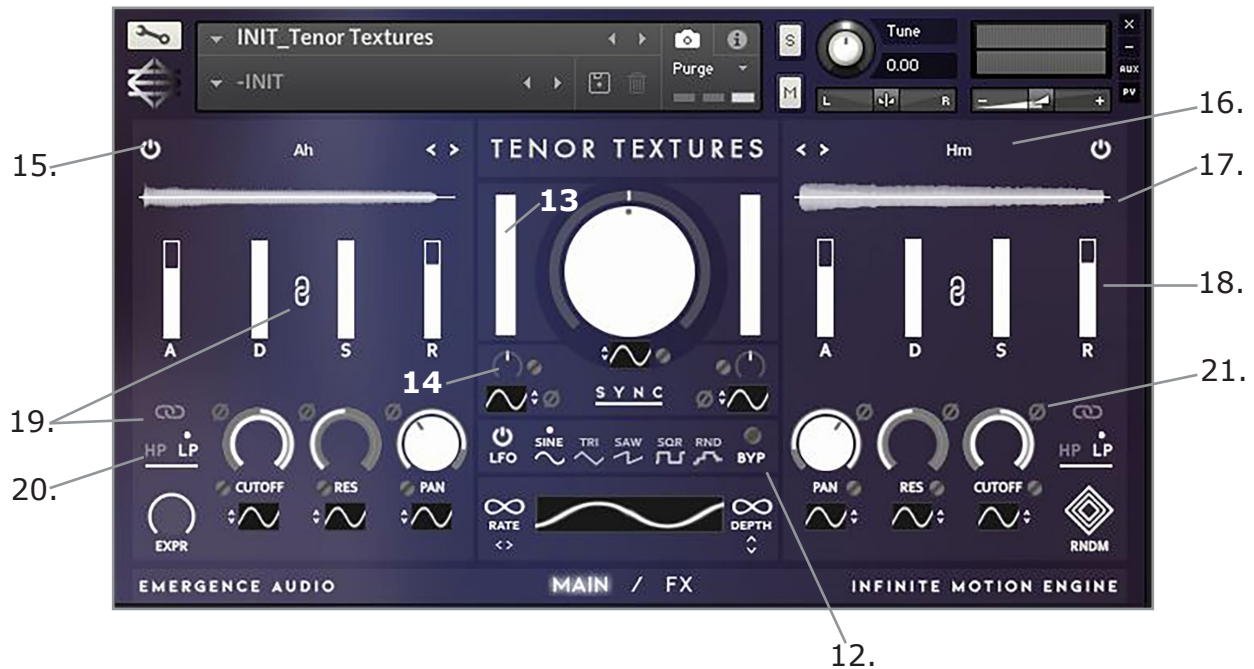 INIT_Tenor Textures
-INIT
Purge
S
M
Tune
0.00
L R
- +
×
-
AUX
PV
15.
16.
17.
Ah < >
TENOR TEXTURES
< > Hm
13
A D S R
A D S R
18.
14
SYNC
19.
20.
21.
HP LP
CUTOFF RES PAN
EXPR
LFO SINE TRI SAW SQR RND BYP
RATE
< >
DEPTH
PAN RES CUTOFF
HP LP
RNDM
EMERGENCE AUDIO
MAIN / FX
INFINITE MOTION ENGINE
12.